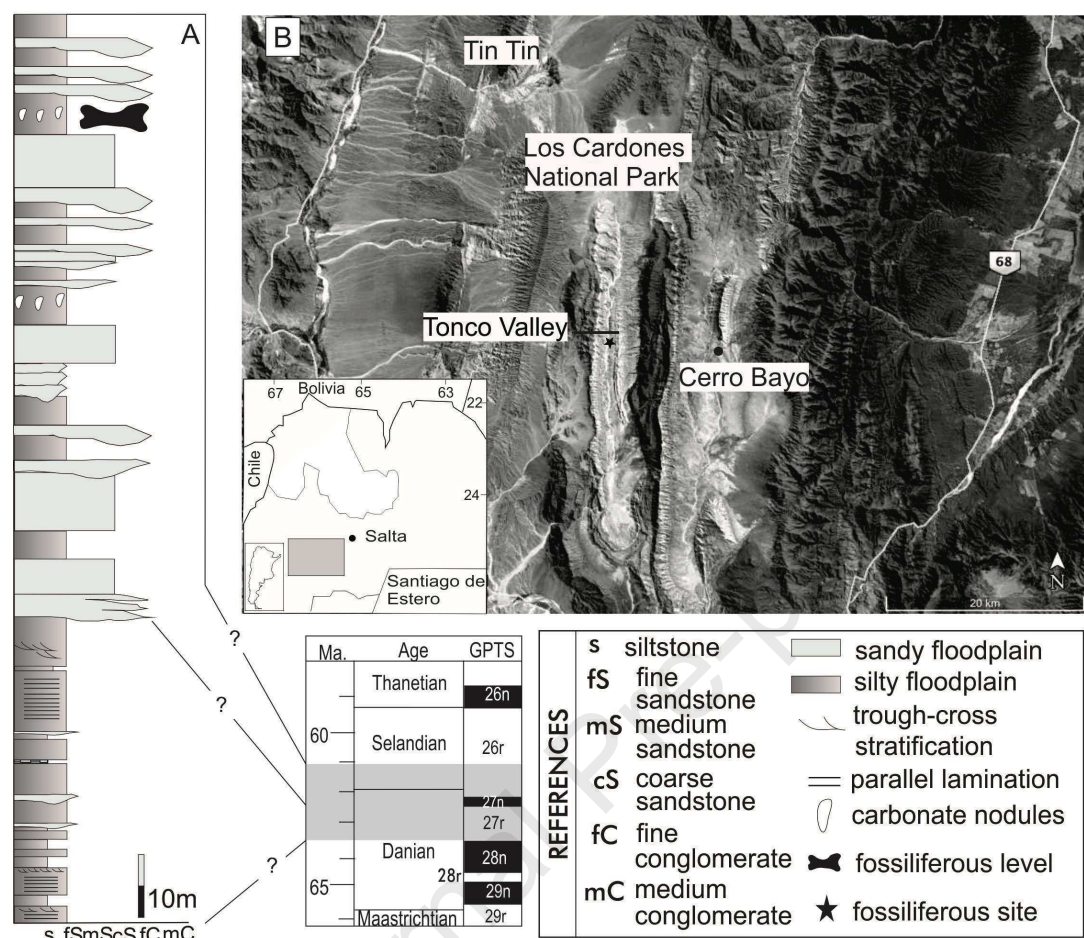 A
B
Tin Tin
Los Cardones
National Park
68
Tonco Valley
Cerro Bayo
N
20 km
67
Bolivia
65
63
22
Chile
24
Salta
Santiago del
Estero
?
?
?
10m
s fSmScS fC mC
Ma. Age GPTS
Thanetian 26n
60
Selandian 26r
27n
27r
Danian
28n
28r
65
29n
Maastrichtian 29r
REFERENCES
s siltstone
fS fine
sandstone
mS medium
sandstone
cS coarse
sandstone
fC fine
conglomerate
mC medium
conglomerate
sandy floodplain
silty floodplain
trough-cross
stratification
parallel lamination
carbonate nodules
fossiliferous level
fossiliferous site